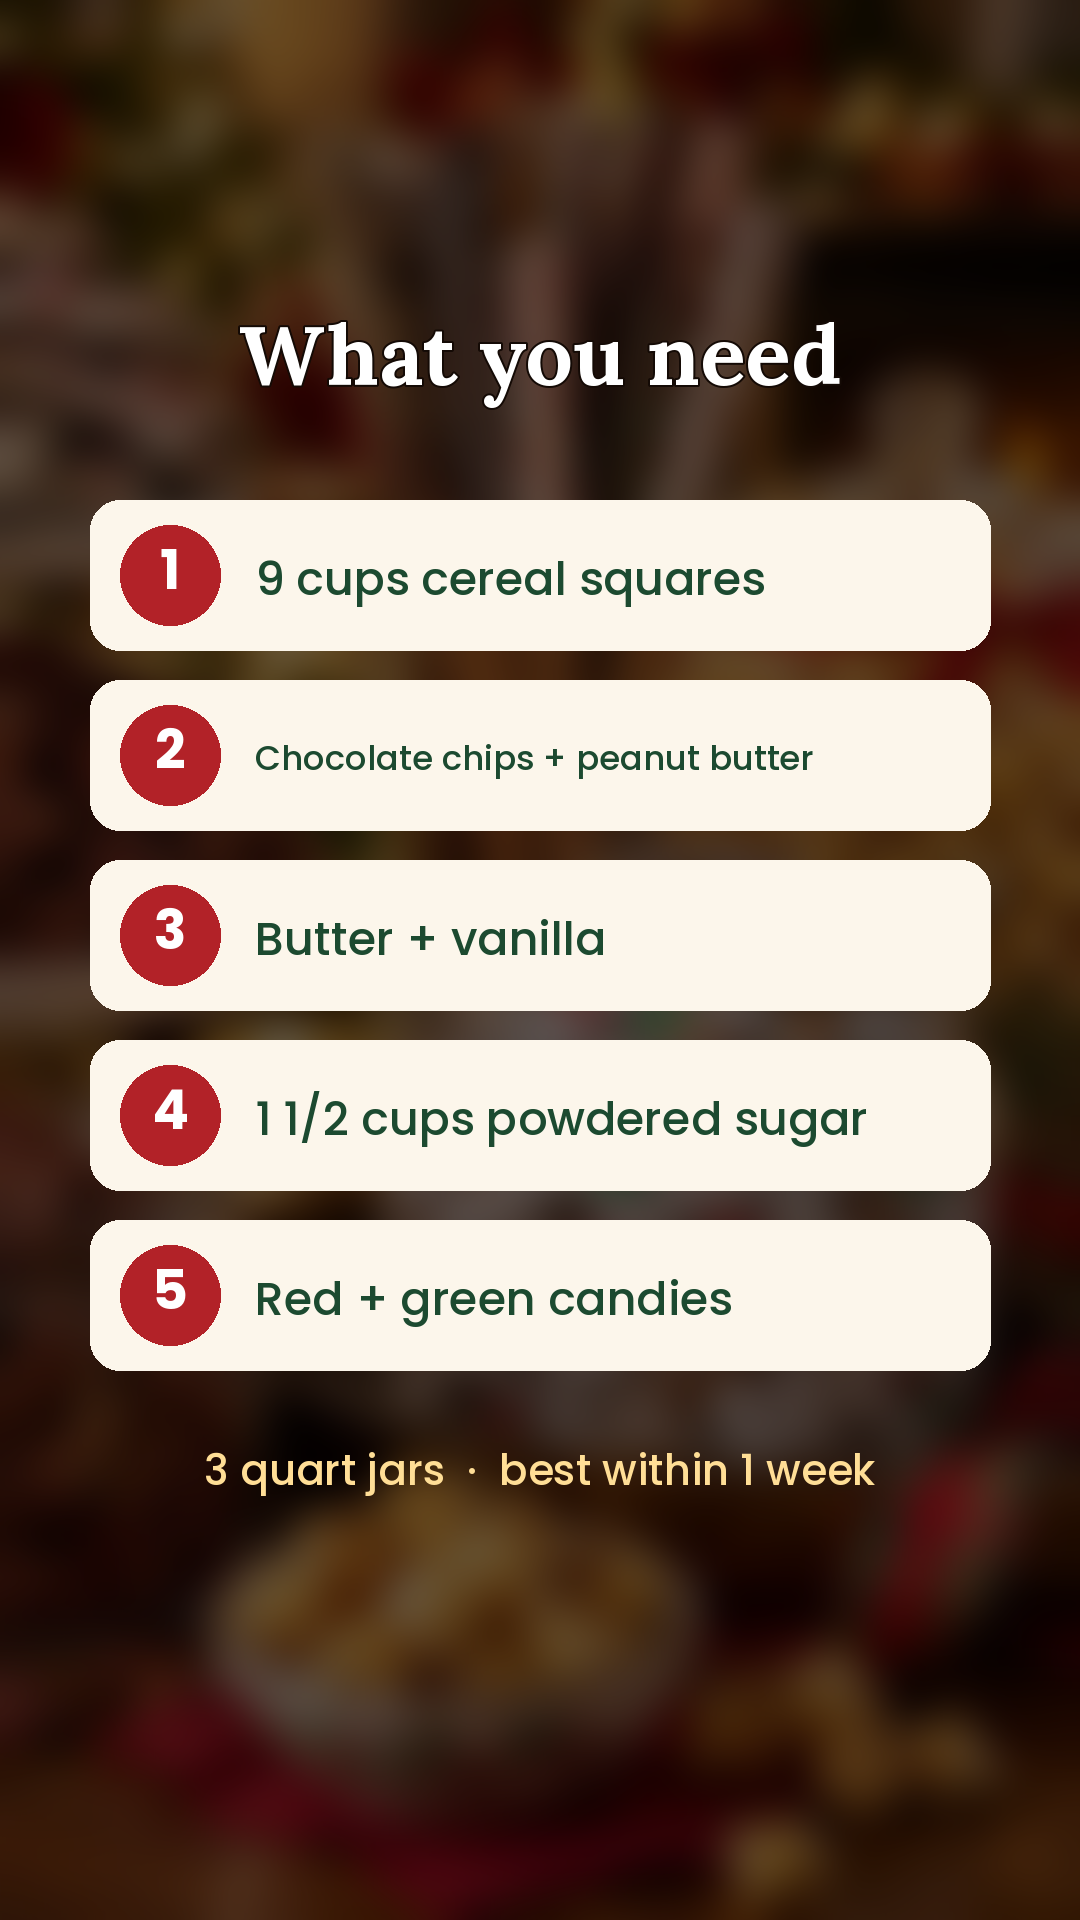 What you need
1 9 cups cereal squares
2 Chocolate chips + peanut butter
3 Butter + vanilla
4 1 1/2 cups powdered sugar
5 Red + green candies
3 quart jars · best within 1 week